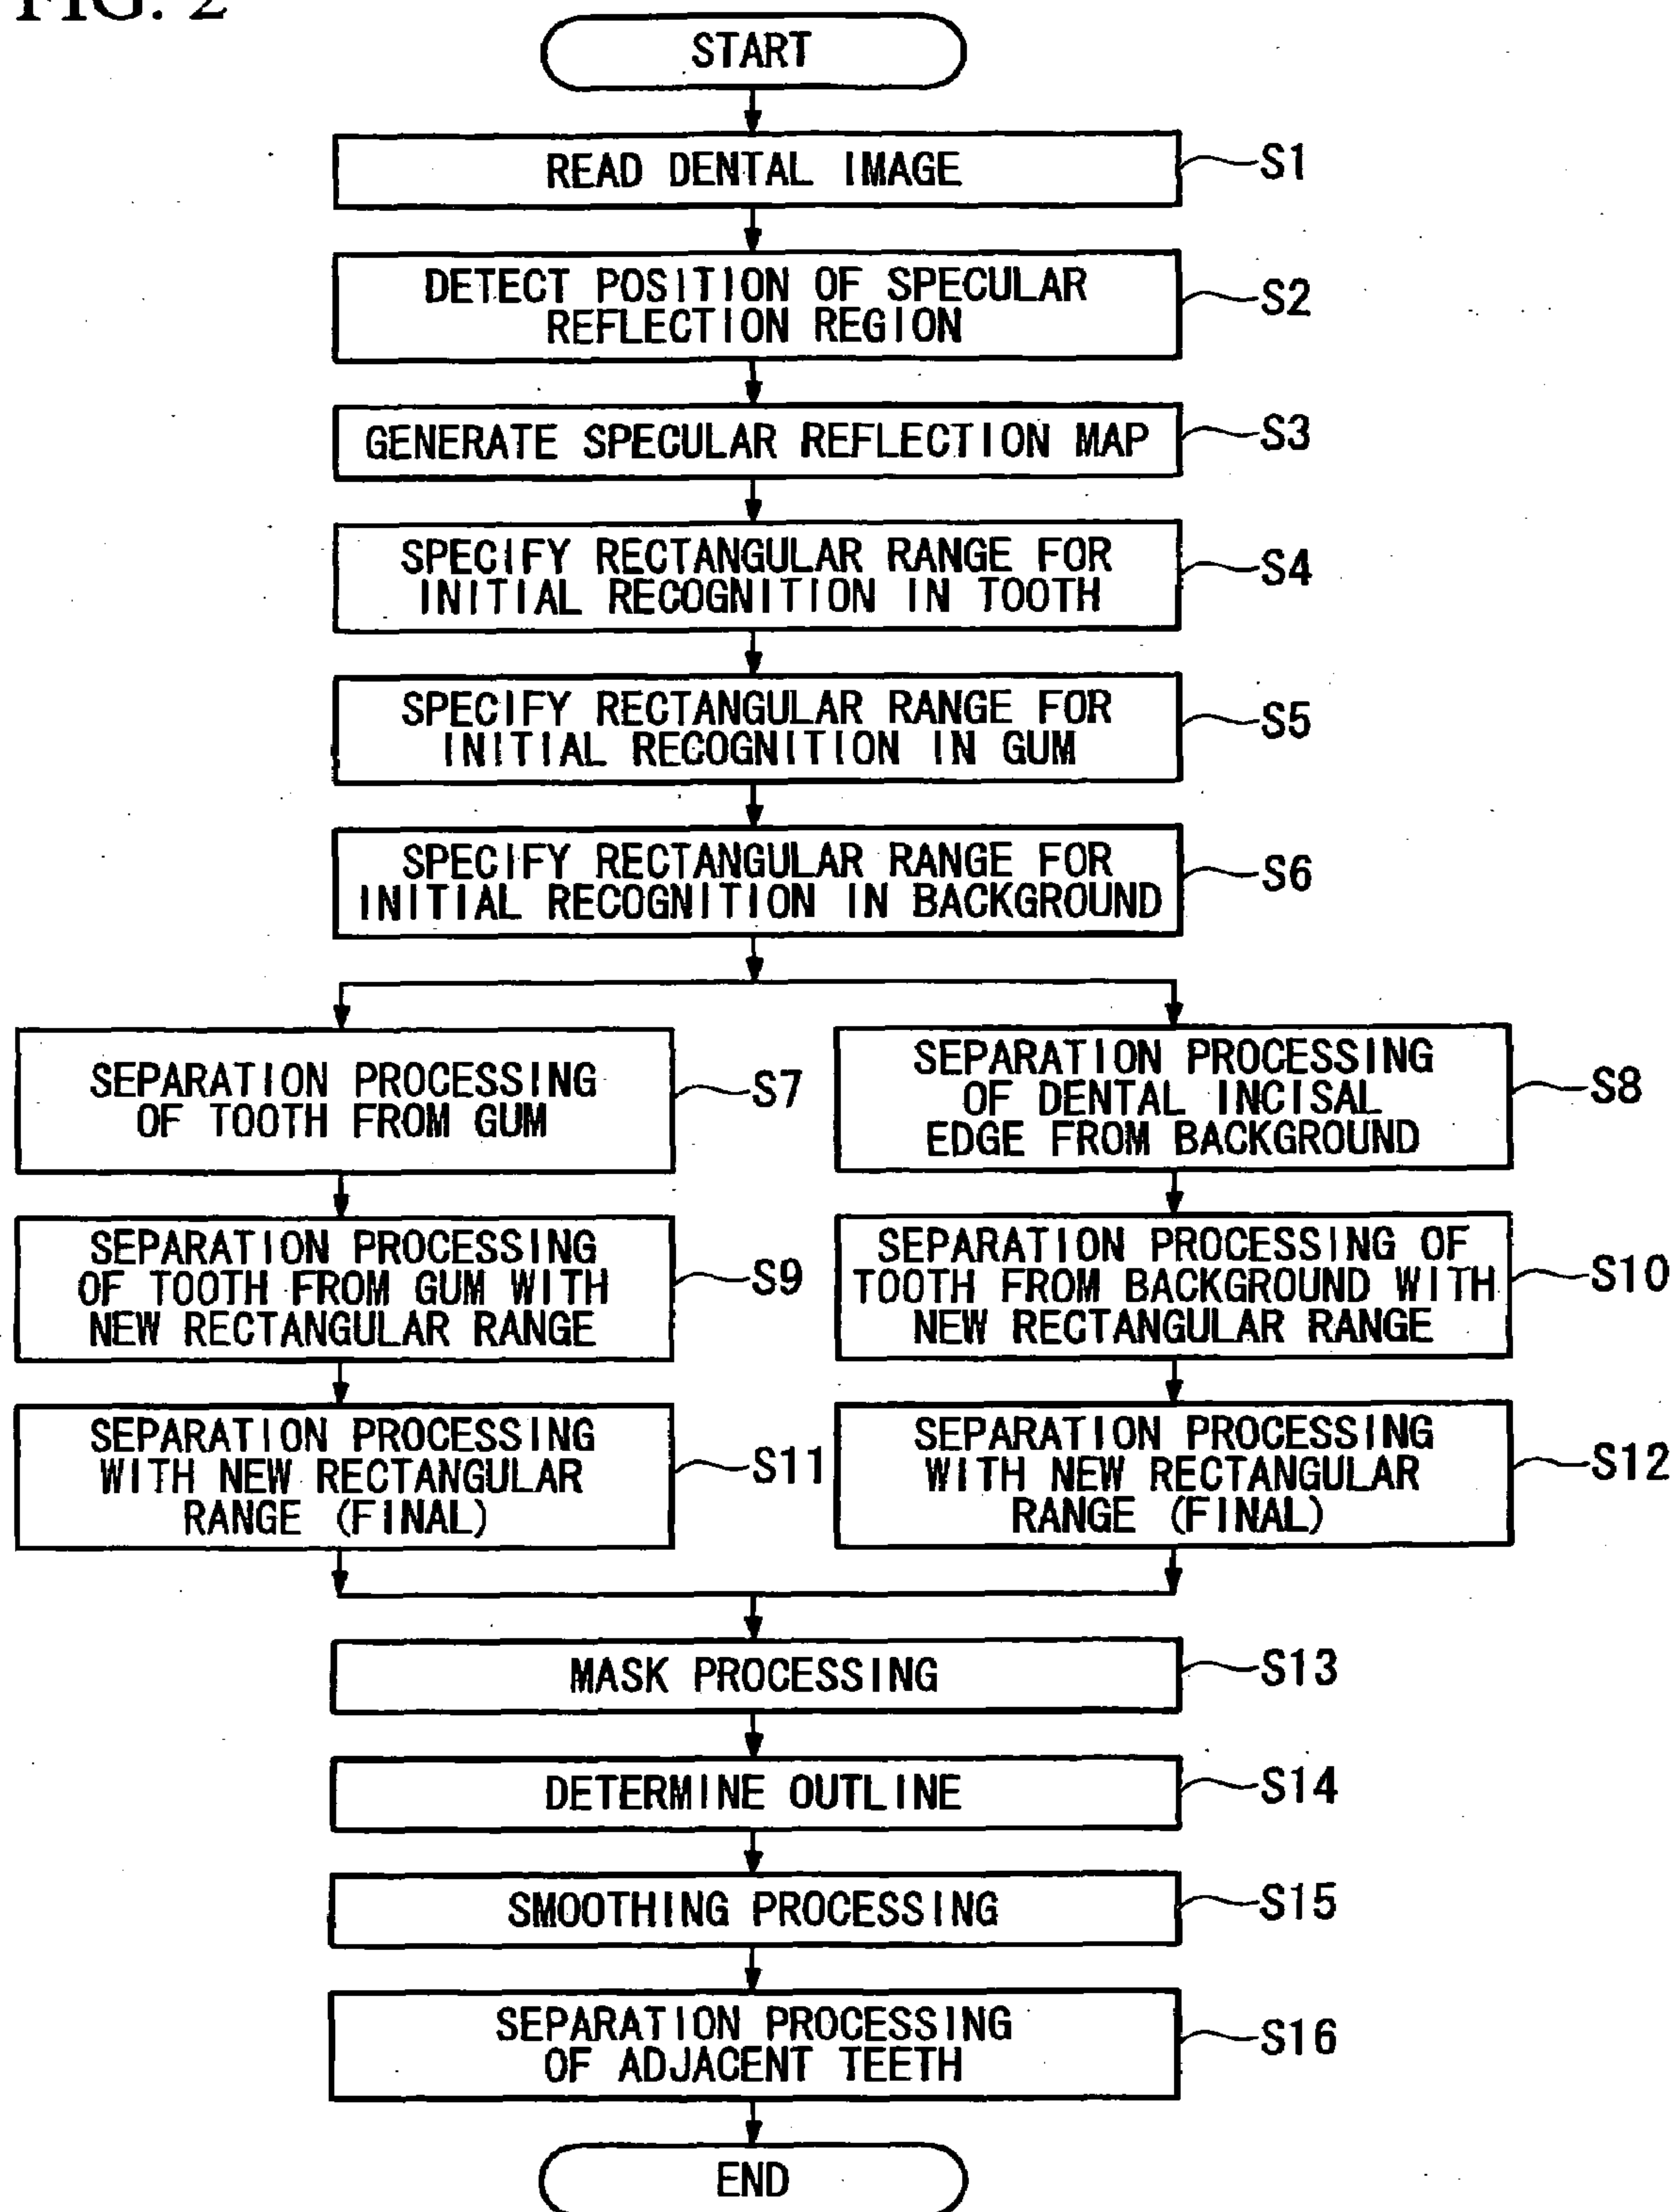 FIG. 2
START
READ DENTAL IMAGE
S1
DETECT POSITION OF SPECULAR
REFLECTION REGION
S2
GENERATE SPECULAR REFLECTION MAP
S3
SPECIFY RECTANGULAR RANGE FOR
INITIAL RECOGNITION IN TOOTH
S4
SPECIFY RECTANGULAR RANGE FOR
INITIAL RECOGNITION IN GUM
S5
SPECIFY RECTANGULAR RANGE FOR
INITIAL RECOGNITION IN BACKGROUND
S6
SEPARATION PROCESSING
OF TOOTH FROM GUM
S7
SEPARATION PROCESSING
OF DENTAL INCISAL
EDGE FROM BACKGROUND
S8
SEPARATION PROCESSING
OF TOOTH FROM GUM WITH
NEW RECTANGULAR RANGE
S9
SEPARATION PROCESSING OF
TOOTH FROM BACKGROUND WITH
NEW RECTANGULAR RANGE
S10
SEPARATION PROCESSING
WITH NEW RECTANGULAR
RANGE (FINAL)
S11
SEPARATION PROCESSING
WITH NEW RECTANGULAR
RANGE (FINAL)
S12
MASK PROCESSING
S13
DETERMINE OUTLINE
S14
SMOOTHING PROCESSING
S15
SEPARATION PROCESSING
OF ADJACENT TEETH
S16
END